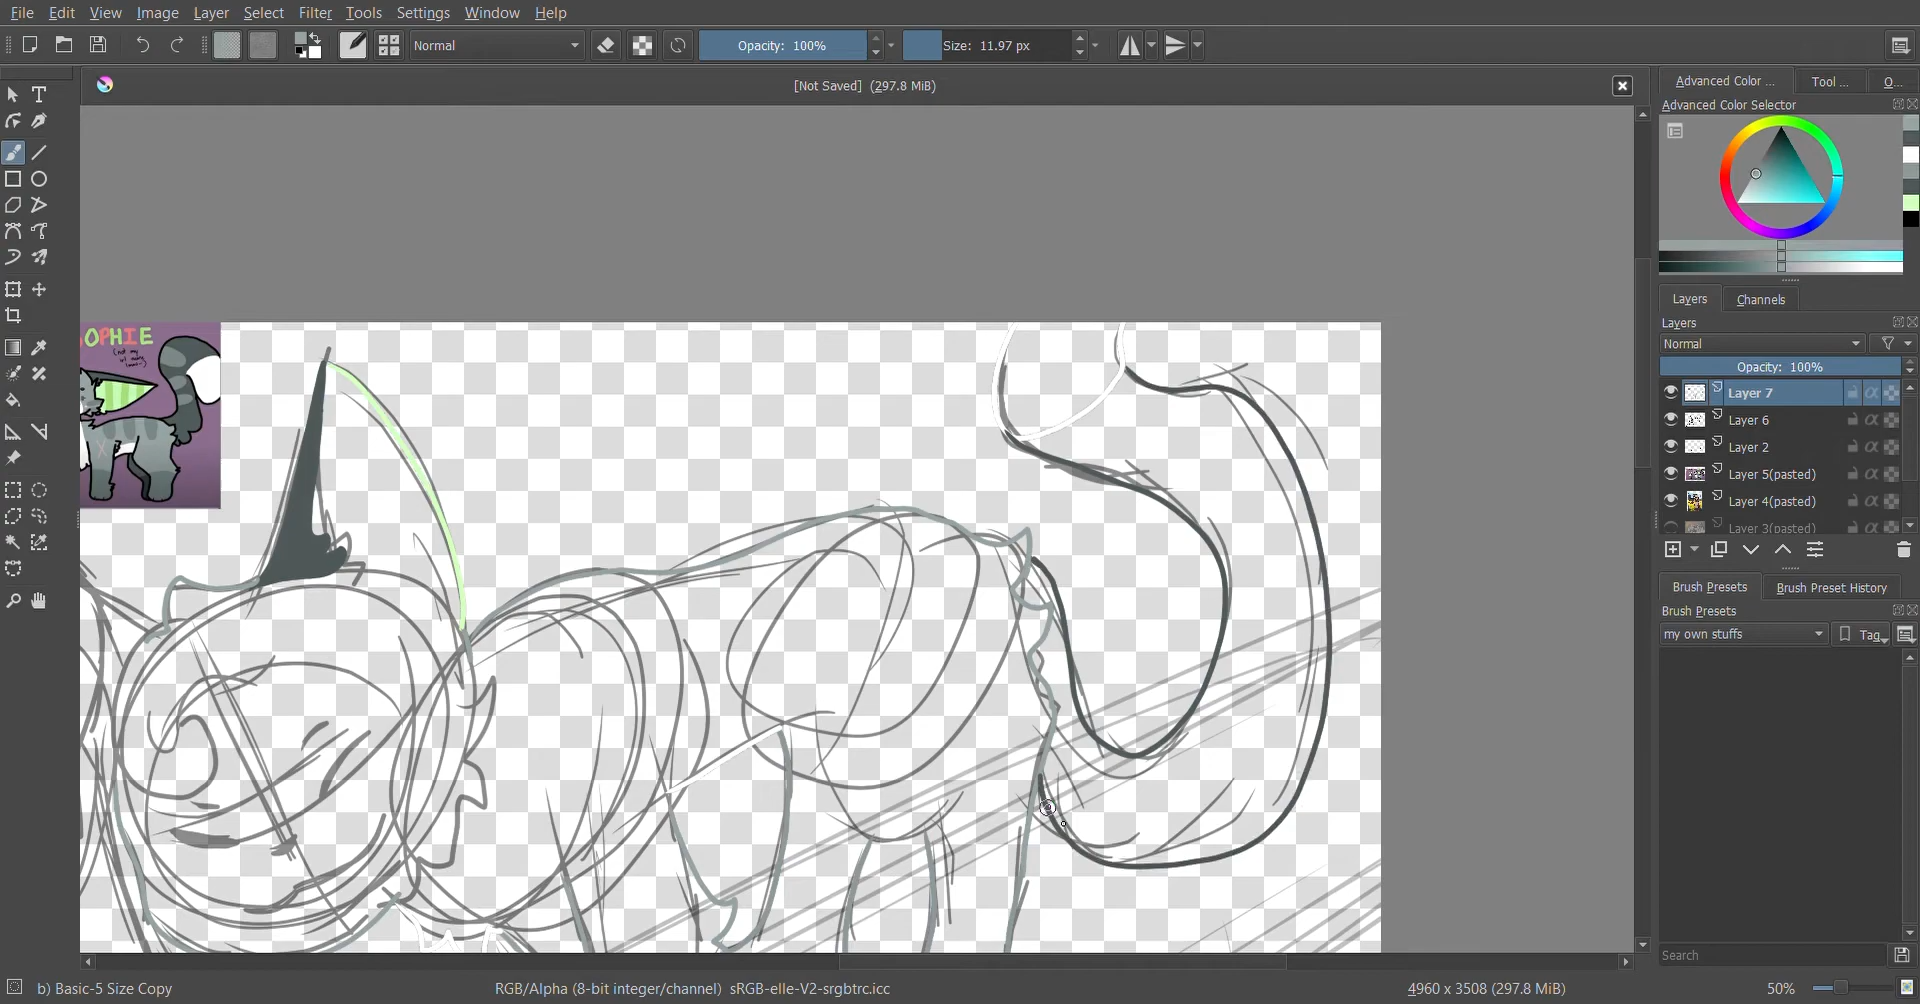 File Edit View Image Layer Select Filter Tools Settings Window Help
Normal Opacity: 100% Size: 11.97 px
[Not Saved] (297.8 MiB)
Advanced Color ... Tool ... O...
Advanced Color Selector
Layers Channels
Layers
Normal
Opacity: 100%
Layer 7
Layer 6
Layer 2
Layer 5(pasted)
Layer 4(pasted)
Layer 3(pasted)
Brush Presets Brush Preset History
Brush Presets
my own stuffs Tag
Search
OPHIE
b) Basic-5 Size Copy RGB/Alpha (8-bit integer/channel) sRGB-elle-V2-srgbtrc.icc 4960 x 3508 (297.8 MiB) 50%